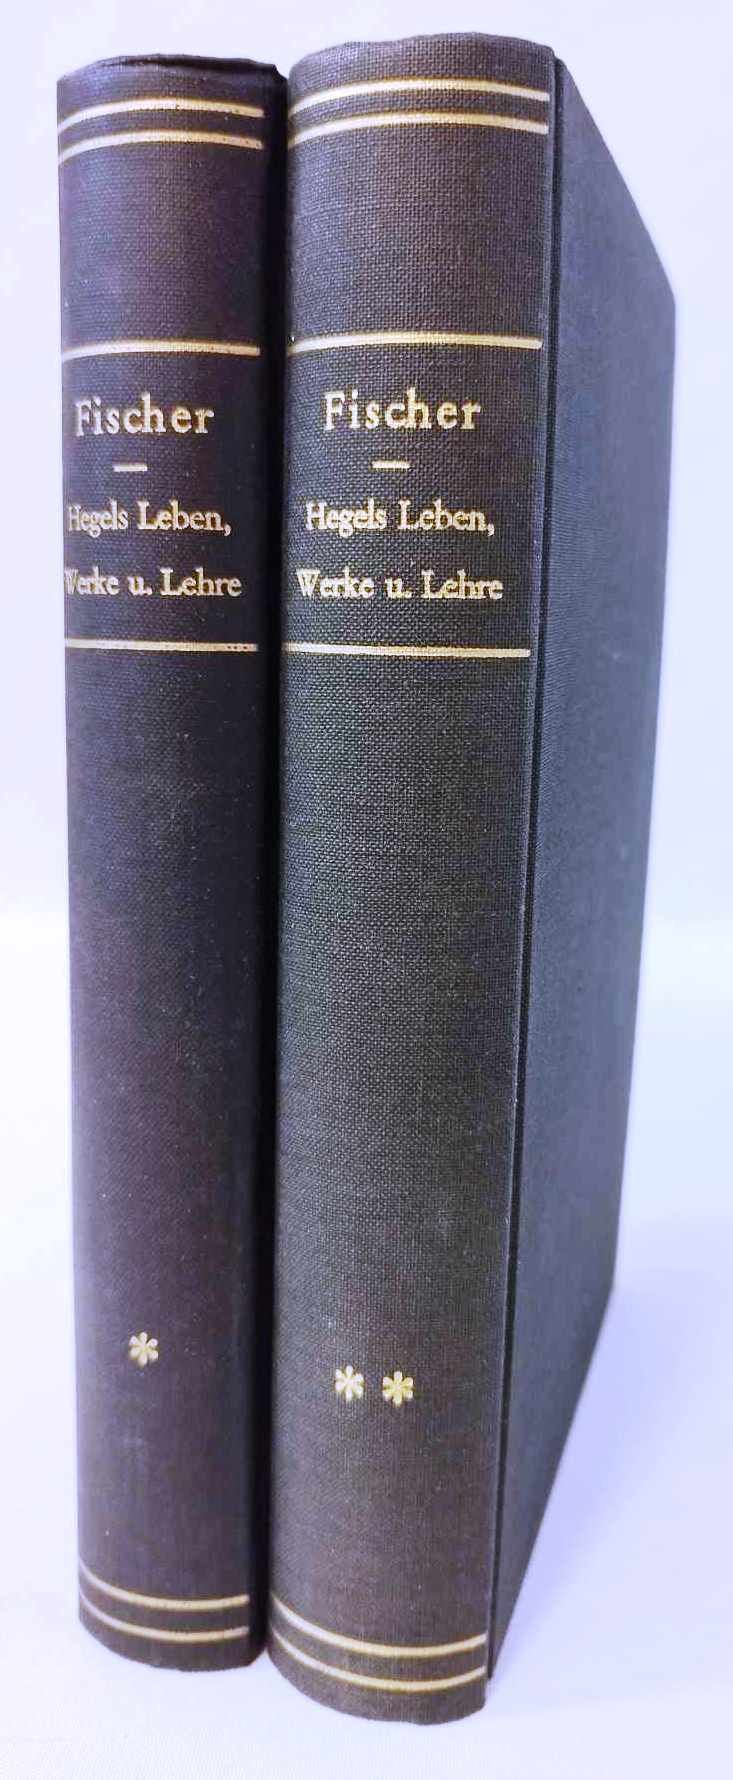 Fischer
Hegels Leben,
Werke u. Lehre
*
Fischer
Hegels Leben,
Werke u. Lehre
* *